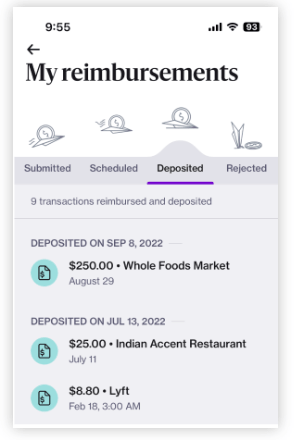 9:55
93
My reimbursements
Submitted Scheduled Deposited Rejected
9 transactions reimbursed and deposited
DEPOSITED ON SEP 8, 2022
$250.00 • Whole Foods Market
August 29
DEPOSITED ON JUL 13, 2022
$25.00 • Indian Accent Restaurant
July 11
$8.80 • Lyft
Feb 18, 3:00 AM